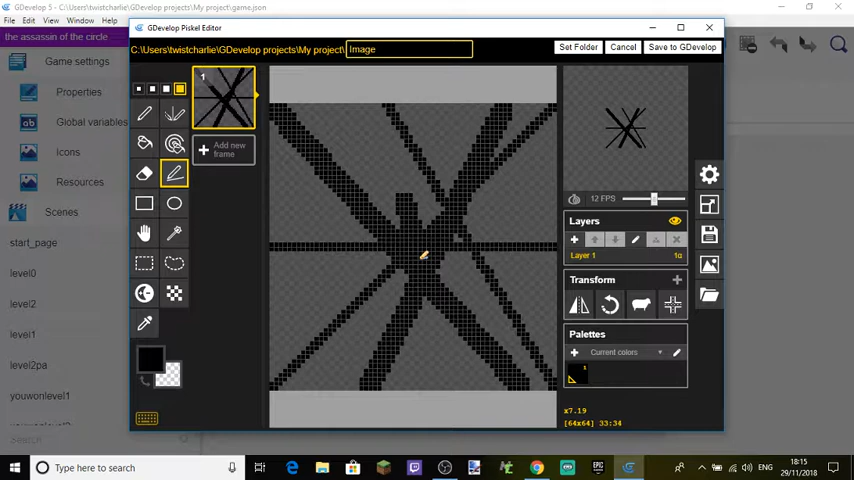 GDevelop 5 - C:\Users\twistcharlie\GDevelop projects\My project\game.json
File Edit View Window Help
the assassin of the circle
Game settings
Properties
Global variables
Icons
Resources
Scenes
start_page
level0
level2
level1
level2pa
youwonlevel1
Search
GDevelop Piskel Editor
C:\Users\twistcharlie\GDevelop projects\My project\ Image
Set Folder Cancel Save to GDevelop
1
Add new
frame
12 FPS
Layers
Layer 1 1α
Transform
Palettes
Current colors
1
x7.19
[64x64] 33:34
Type here to search
EPIC
ENG
18:15
29/11/2018